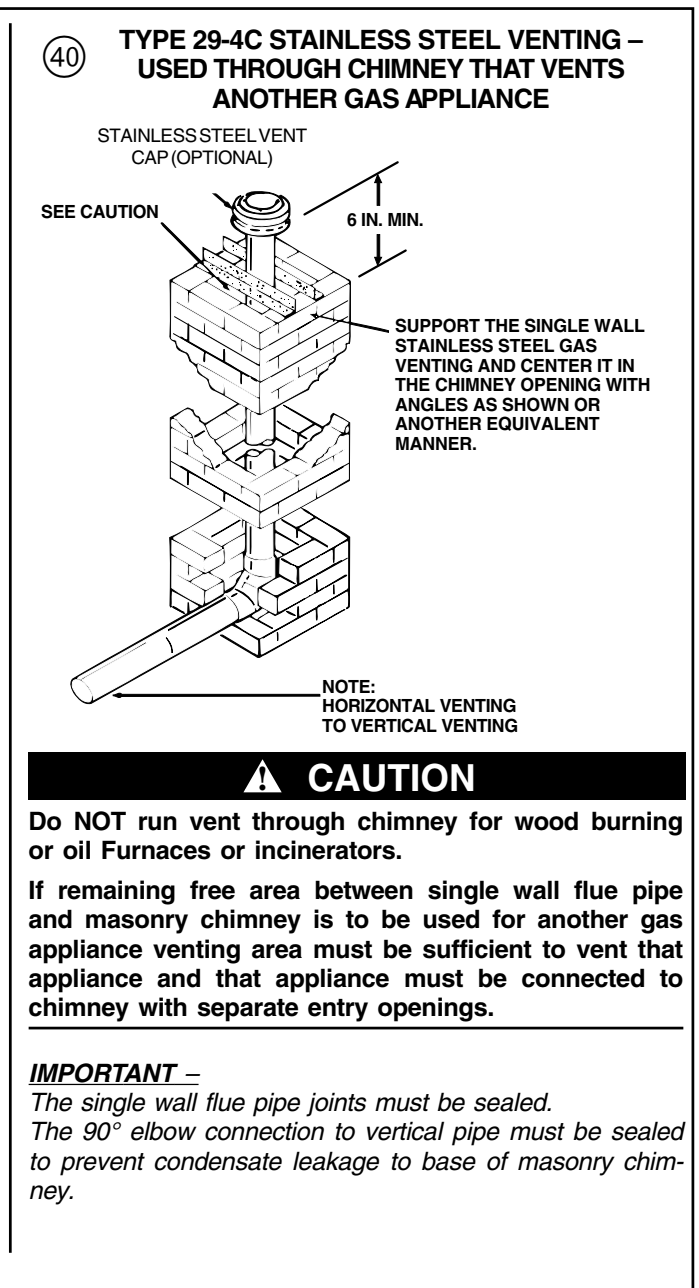 40
TYPE 29-4C STAINLESS STEEL VENTING –
USED THROUGH CHIMNEY THAT VENTS
ANOTHER GAS APPLIANCE
STAINLESS STEEL VENT
CAP (OPTIONAL)
SEE CAUTION
6 IN. MIN.
SUPPORT THE SINGLE WALL
STAINLESS STEEL GAS
VENTING AND CENTER IT IN
THE CHIMNEY OPENING WITH
ANGLES AS SHOWN OR
ANOTHER EQUIVALENT
MANNER.
NOTE:
HORIZONTAL VENTING
TO VERTICAL VENTING
CAUTION
Do NOT run vent through chimney for wood burning
or oil Furnaces or incinerators.
If remaining free area between single wall flue pipe
and masonry chimney is to be used for another gas
appliance venting area must be sufficient to vent that
appliance and that appliance must be connected to
chimney with separate entry openings.
IMPORTANT –
The single wall flue pipe joints must be sealed.
The 90° elbow connection to vertical pipe must be sealed
to prevent condensate leakage to base of masonry chim-
ney.